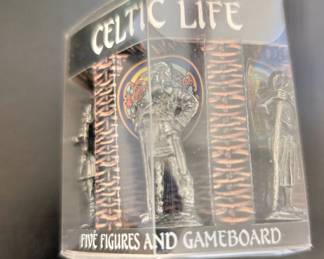 CELTIC LIFE
FIVE FIGURES AND GAMEBOARD